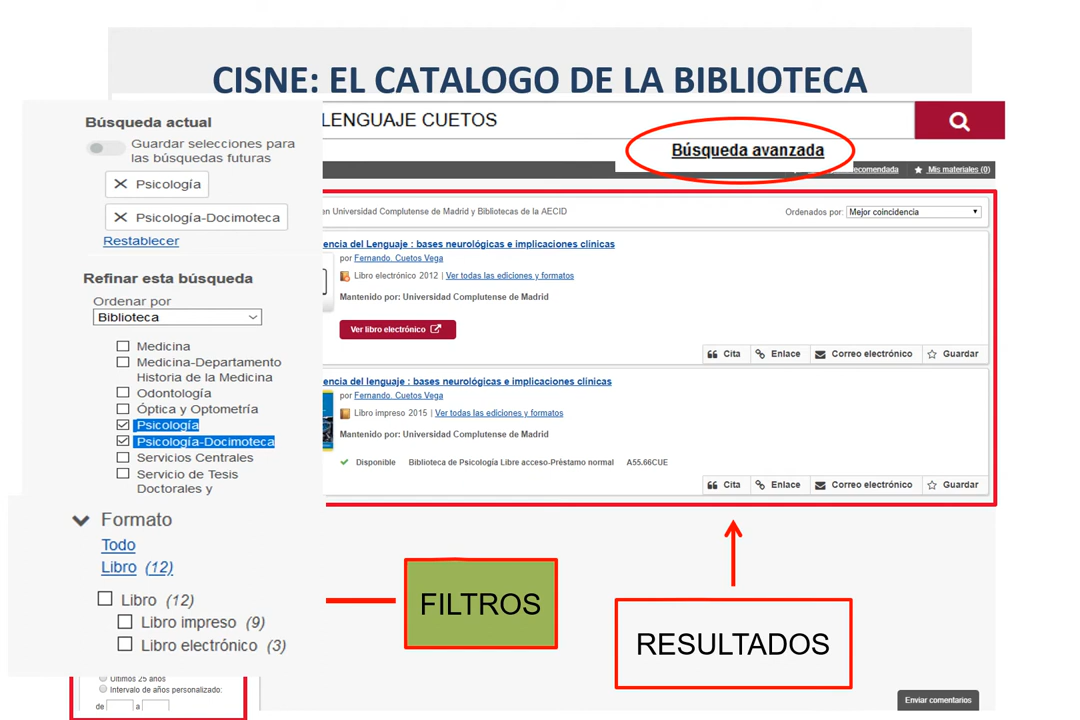 CISNE: EL CATALOGO DE LA BIBLIOTECA
LENGUAJE CUETOS
Búsqueda avanzada
recomendada
Mis materiales (0)
Búsqueda actual
Guardar selecciones para
las búsquedas futuras
Psicología
Psicología-Docimoteca
Restablecer
Refinar esta búsqueda
Ordenar por
Biblioteca
Medicina
Medicina-Departamento
Historia de la Medicina
Odontología
Óptica y Optometría
Psicología
Psicología-Docimoteca
Servicios Centrales
Servicio de Tesis
Doctorales y
Formato
Todo
Libro (12)
Libro (12)
Libro impreso (9)
Libro electrónico (3)
Últimos 25 años
Intervalo de años personalizado:
de a
en Universidad Complutense de Madrid y Bibliotecas de la AECID
Ordenados por: Mejor coincidencia
encia del Lenguaje : bases neurológicas e implicaciones clínicas
por Fernando. Cuetos Vega
Libro electrónico 2012 | Ver todas las ediciones y formatos
Mantenido por: Universidad Complutense de Madrid
Ver libro electrónico
Cita Enlace Correo electrónico Guardar
encia del lenguaje : bases neurológicas e implicaciones clínicas
por Fernando. Cuetos Vega
Libro impreso 2015 | Ver todas las ediciones y formatos
Mantenido por: Universidad Complutense de Madrid
Disponible Biblioteca de Psicología Libre acceso-Préstamo normal A55.66CUE
Cita Enlace Correo electrónico Guardar
FILTROS
RESULTADOS
Enviar comentarios